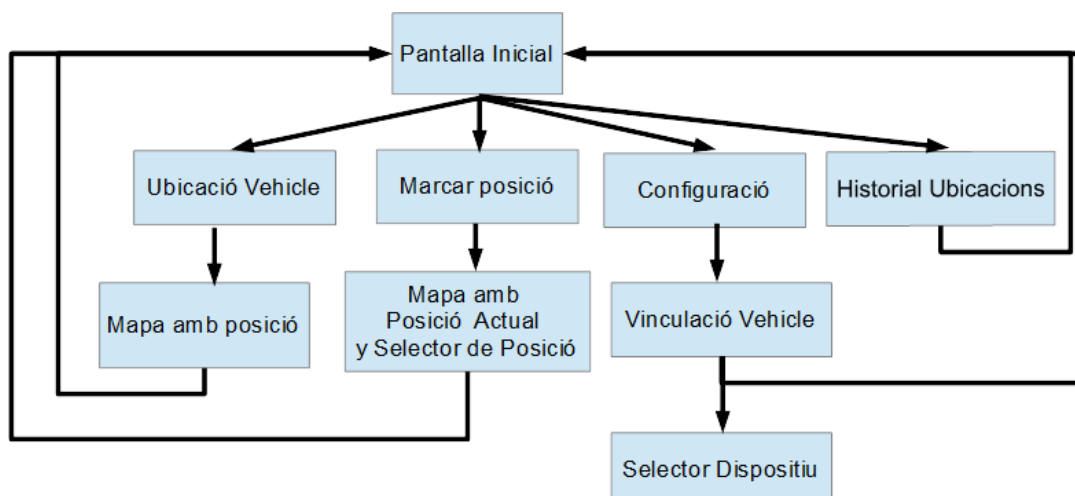 Pantalla Inicial
Ubicació Vehicle
Marcar posició
Configuració
Historial Ubicacions
Mapa amb posició
Mapa amb
Posició Actual
y Selector de Posició
Vinculació Vehicle
Selector Dispositiu